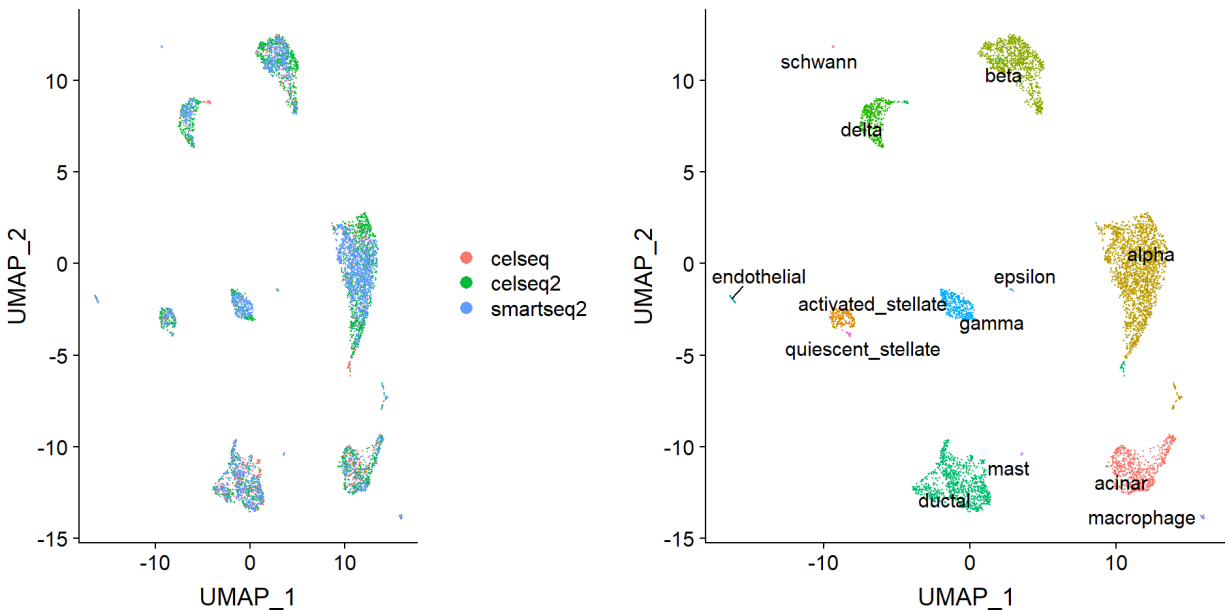 10
5
0
-5
-10
-15
UMAP_2
-10
0
10
UMAP_1
celseq
celseq2
smartseq2
10
5
0
-5
-10
-15
UMAP_2
-10
0
10
UMAP_1
schwann
beta
delta
alpha
endothelial
epsilon
activated_stellate
gamma
quiescent_stellate
mast
acinar
ductal
macrophage